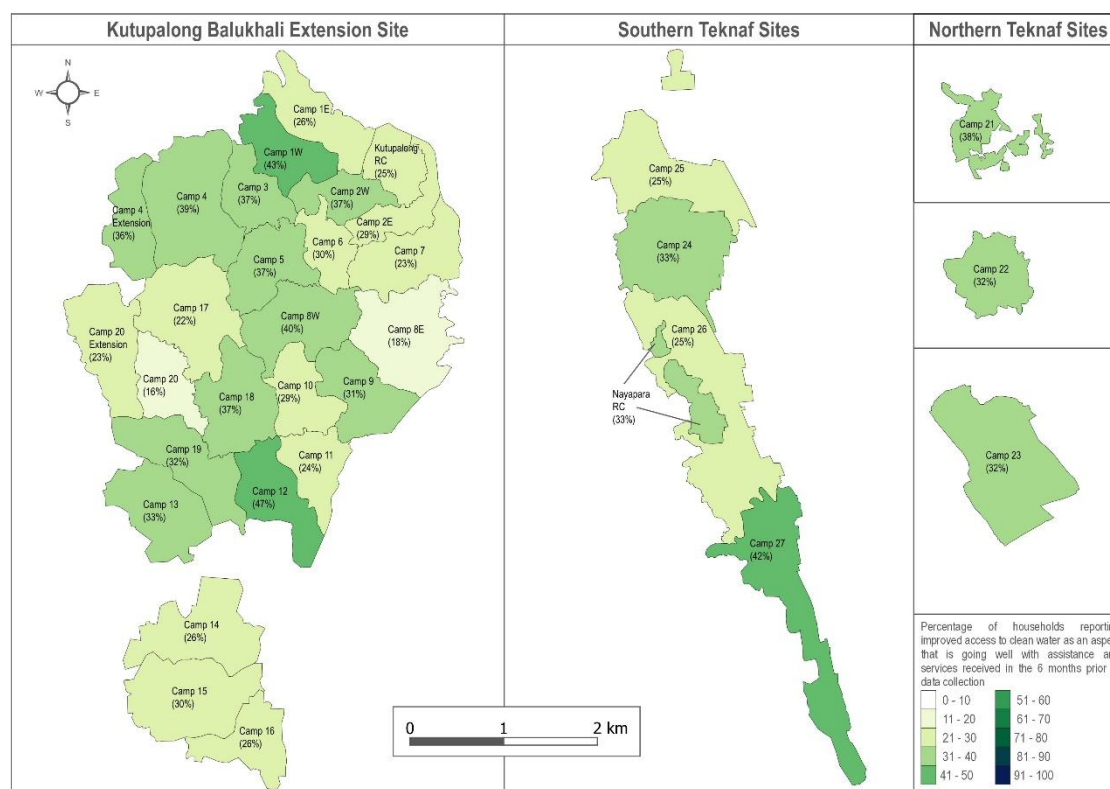 Kutupalong Balukhali Extension Site
Southern Teknaf Sites
Northern Teknaf Sites
N
W
E
S
Camp 1E
(26%)
Camp 1W
(43%)
Kutupalong
RC
(25%)
Camp 3
(37%)
Camp 2W
(37%)
Camp 4
(39%)
Camp 4
Extension
(36%)
Camp 2E
(29%)
Camp 6
(30%)
Camp 7
(23%)
Camp 5
(37%)
Camp 17
(22%)
Camp 8W
(40%)
Camp 8E
(18%)
Camp 20
Extension
(23%)
Camp 20
(16%)
Camp 10
(29%)
Camp 9
(31%)
Camp 18
(37%)
Camp 19
(32%)
Camp 11
(24%)
Camp 12
(47%)
Camp 13
(33%)
Camp 14
(26%)
Camp 15
(30%)
Camp 16
(26%)
Camp 25
(25%)
Camp 24
(33%)
Camp 26
(25%)
Nayapara
RC
(33%)
Camp 27
(42%)
0 1 2 km
Camp 21
(38%)
Camp 22
(32%)
Camp 23
(32%)
Percentage of households reportin
improved access to clean water as an aspe
that is going well with assistance an
services received in the 6 months prior
data collection
0 - 10
11 - 20
21 - 30
31 - 40
41 - 50
51 - 60
61 - 70
71 - 80
81 - 90
91 - 100